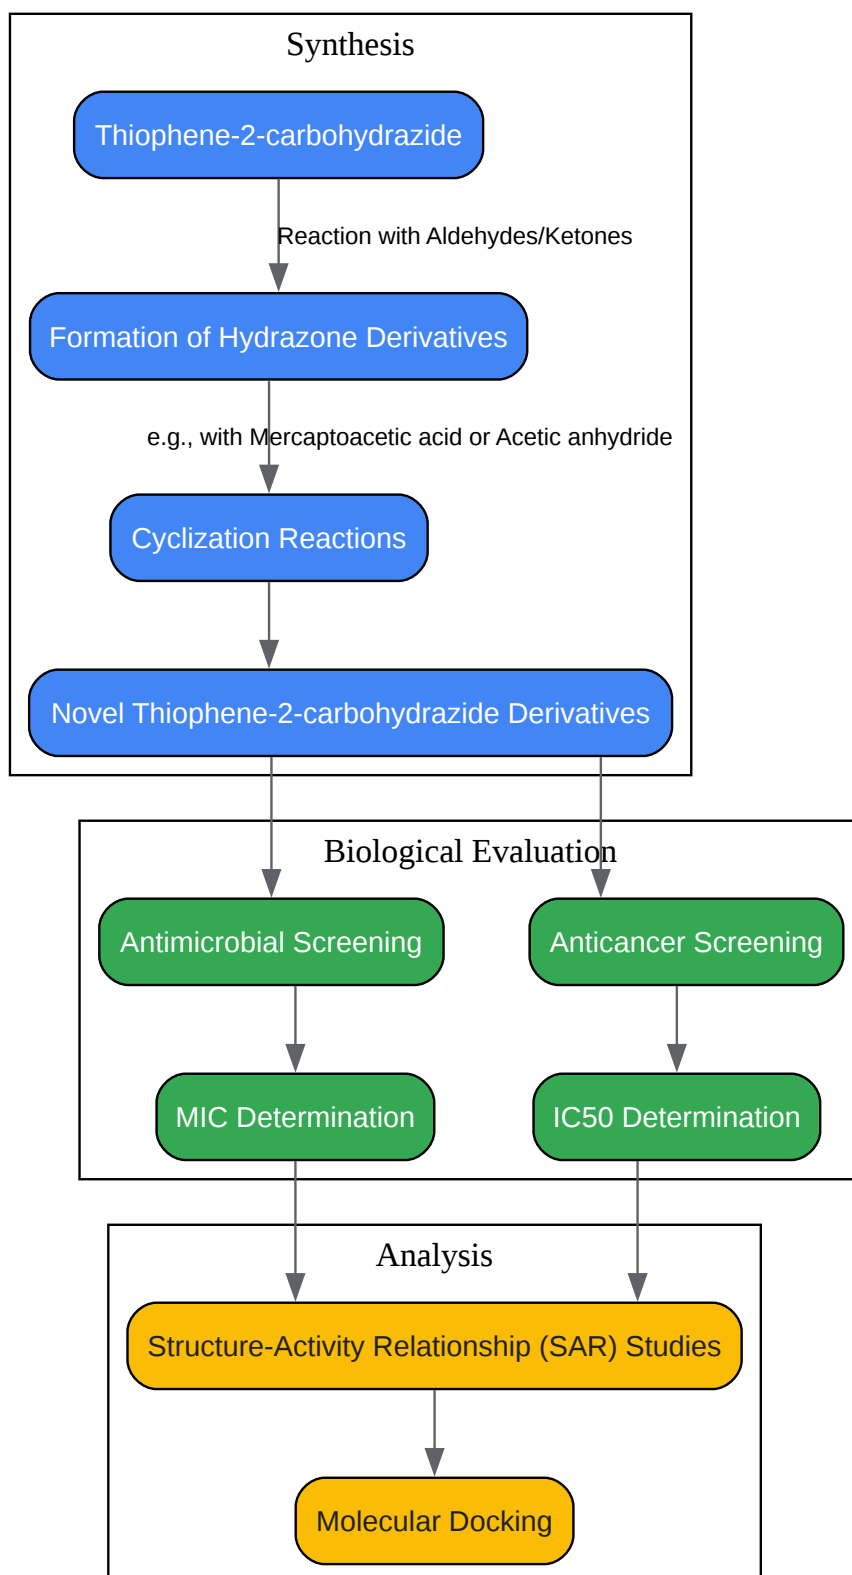 Synthesis
Thiophene-2-carbohydrazide
Reaction with Aldehydes/Ketones
Formation of Hydrazone Derivatives
e.g., with Mercaptoacetic acid or Acetic anhydride
Cyclization Reactions
Novel Thiophene-2-carbohydrazide Derivatives
Biological Evaluation
Antimicrobial Screening
Anticancer Screening
MIC Determination
IC50 Determination
Analysis
Structure-Activity Relationship (SAR) Studies
Molecular Docking